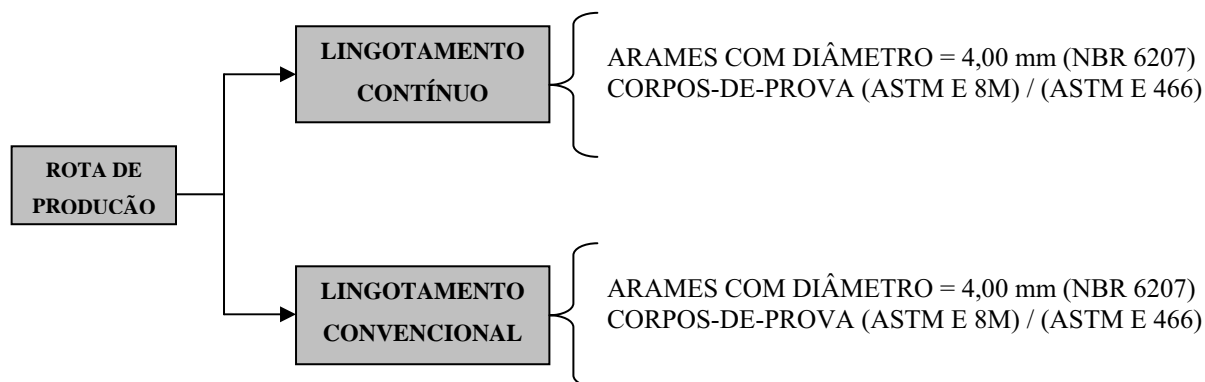 LINGOTAMENTO
CONTÍNUO
ARAMES COM DIÂMETRO = 4,00 mm (NBR 6207)
CORPOS-DE-PROVA (ASTM E 8M) / (ASTM E 466)
ROTA DE
PRODUCÃO
LINGOTAMENTO
CONVENCIONAL
ARAMES COM DIÂMETRO = 4,00 mm (NBR 6207)
CORPOS-DE-PROVA (ASTM E 8M) / (ASTM E 466)